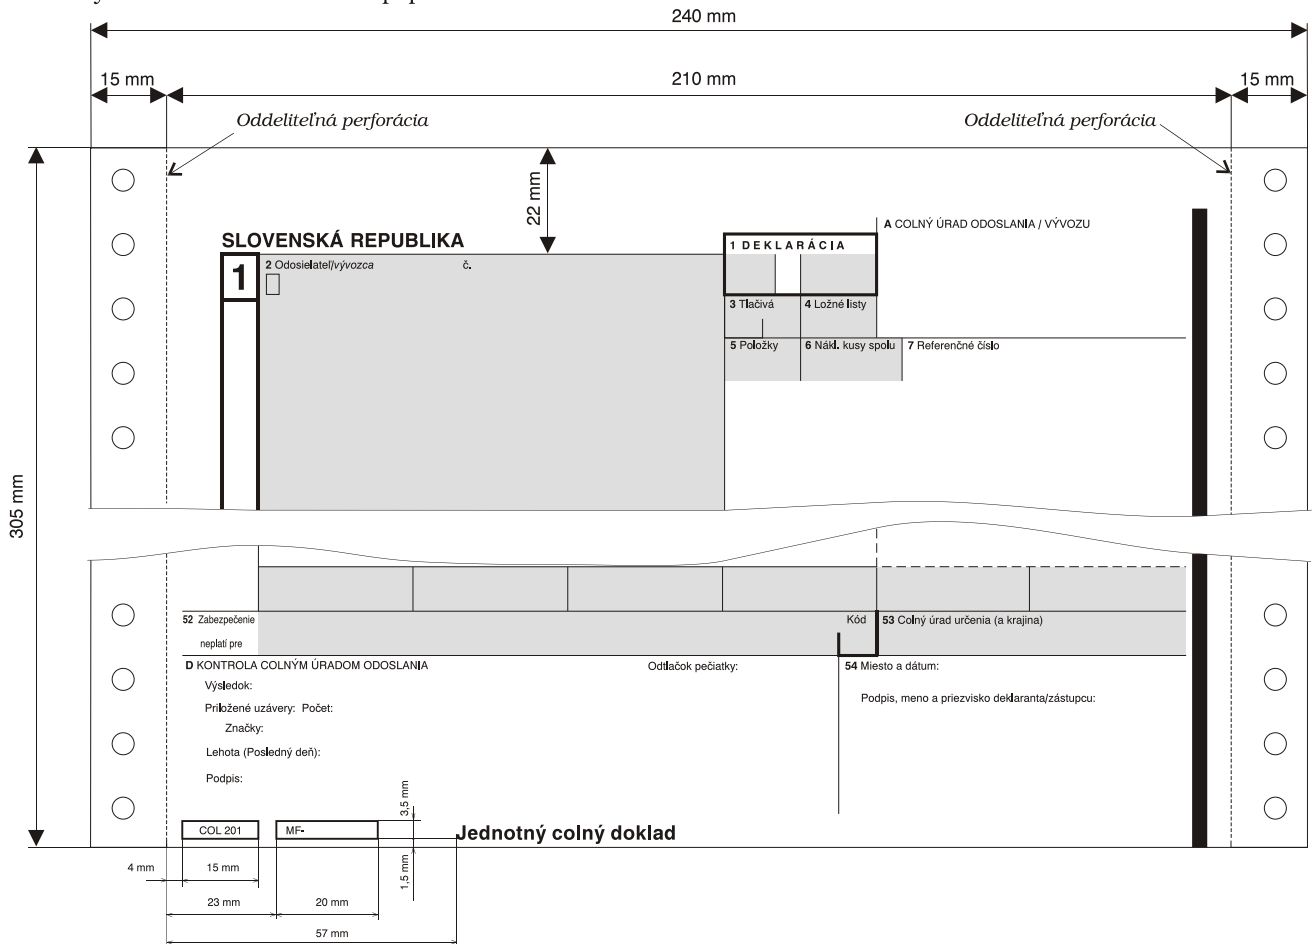 240 mm
15 mm
210 mm
15 mm
Oddeliteľná perforácia
Oddeliteľná perforácia
22 mm
305 mm
A COLNÝ ÚRAD ODOSLANIA / VÝVOZU
SLOVENSKÁ REPUBLIKA
1 DEKLARÁCIA
1
2 Odosielateľ/vývozca č.
3 Tlačivá
4 Ložné listy
5 Položky
6 Nákl. kusy spolu
7 Referenčné číslo
52 Zabezpečenie
neplatí pre
Kód
53 Colný úrad určenia (a krajina)
D KONTROLA COLNÝM ÚRADOM ODOSLANIA
Odtlačok pečiatky:
54 Miesto a dátum:
Výsledok:
Podpis, meno a priezvisko deklaranta/zástupcu:
Priložené uzávery: Počet:
Značky:
Lehota (Posledný deň):
Podpis:
3,5 mm
COL 201
MF-
Jednotný colný doklad
4 mm
15 mm
1,5 mm
23 mm
20 mm
57 mm